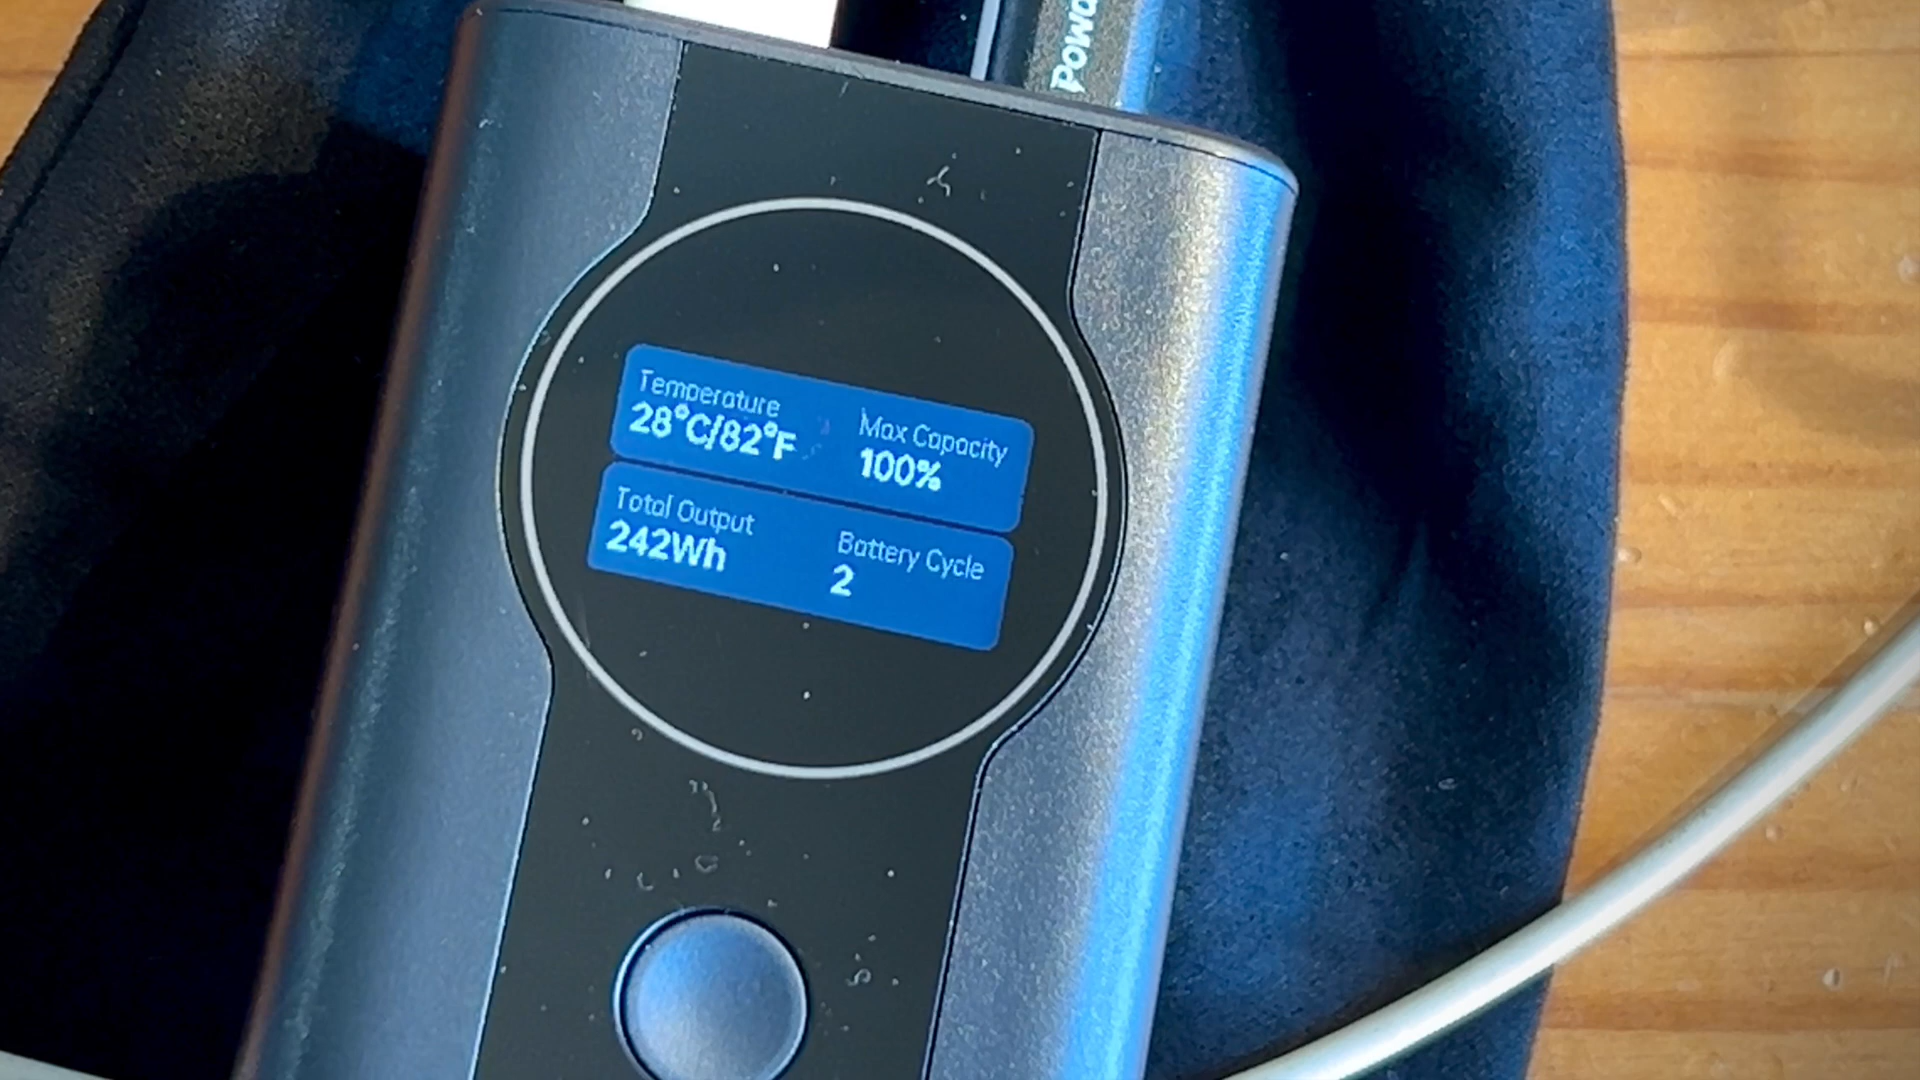 Temperature
28°C/82°F
Max Capacity
100%
Total Output
242Wh
Battery Cycle
2